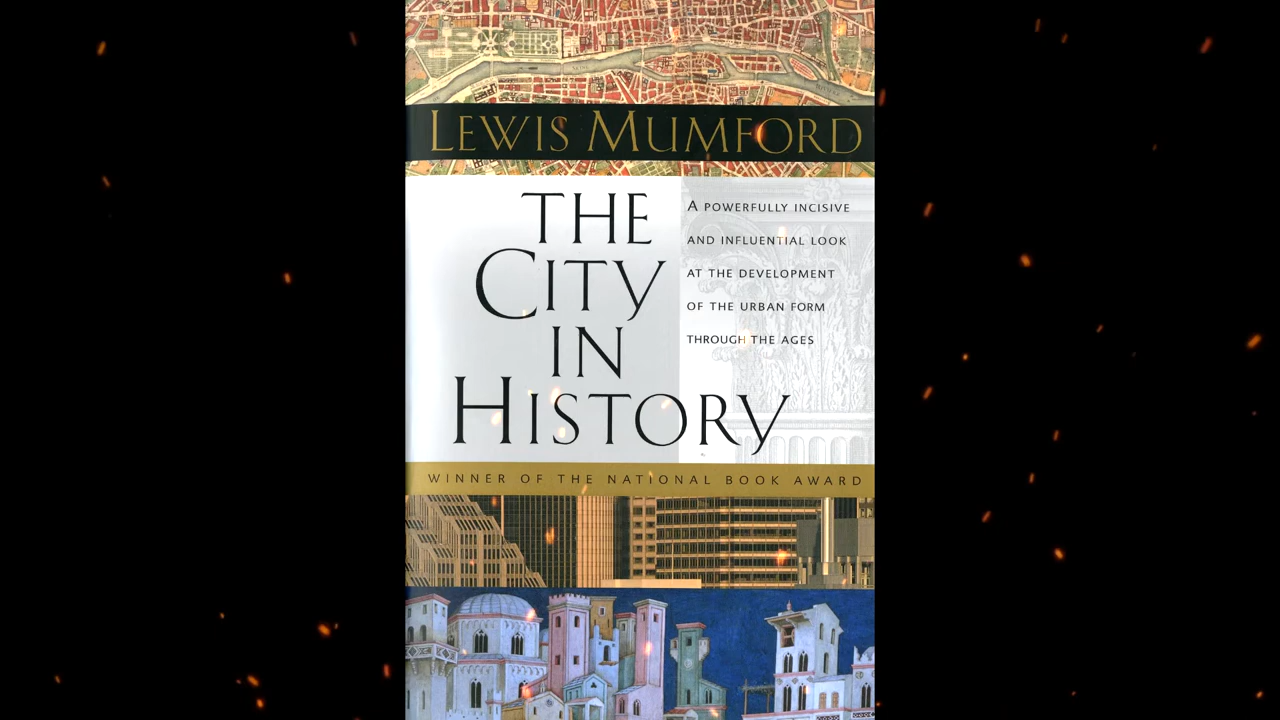 LEWIS MUMFORD
THE
CITY
IN
HISTORY
A POWERFULLY INCISIVE
AND INFLUENTIAL LOOK
AT THE DEVELOPMENT
OF THE URBAN FORM
THROUGH THE AGES
WINNER OF THE NATIONAL BOOK AWARD